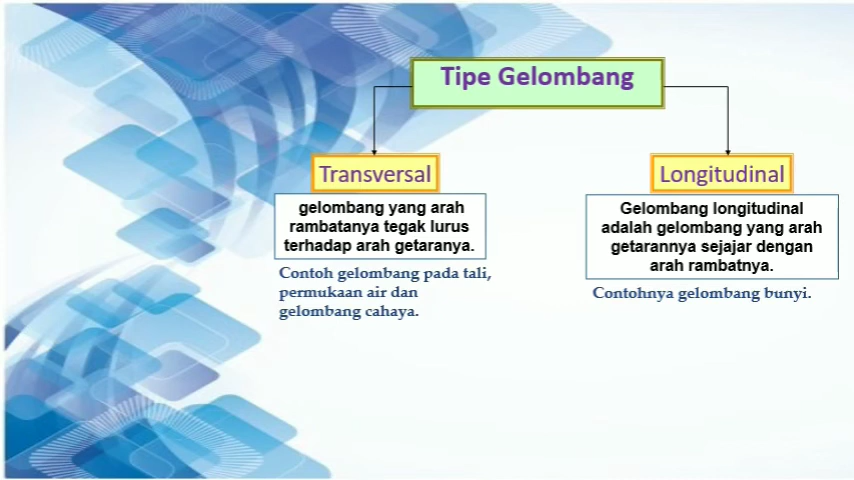 Tipe Gelombang
Transversal
gelombang yang arah
rambatanya tegak lurus
terhadap arah getaranya.
Contoh gelombang pada tali,
permukaan air dan
gelombang cahaya.
Longitudinal
Gelombang longitudinal
adalah gelombang yang arah
getarannya sejajar dengan
arah rambatnya.
Contohnya gelombang bunyi.